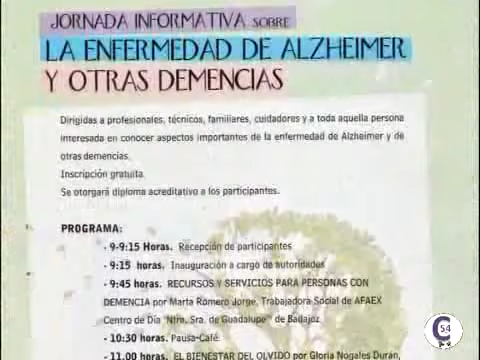 JORNADA INFORMATIVA SOBRE
LA ENFERMEDAD DE ALZHEIMER
Y OTRAS DEMENCIAS
Dirigidas a profesionales, técnicos, familiares, cuidadores y a toda aquella persona
interesada en conocer aspectos importantes de la enfermedad de Alzheimer y de
otras demencias.
Inscripción gratuita.
Se otorgará diploma acreditativo a los participantes.
PROGRAMA:
- 9-9:15 Horas. Recepción de participantes
- 9:15 horas. Inauguración a cargo de autoridades
- 9:45 horas. RECURSOS Y SERVICIOS PARA PERSONAS CON
DEMENCIA por Marta Romero Jorge, Trabajadora Social de AFAEX
Centro de Día "Ntra. Sra. de Guadalupe" de Badajoz
- 10:30 horas. Pausa-Café.
- 11.00 horas. EL BIENESTAR DEL OLVIDO por Gloria Nogales Durán,
C 54